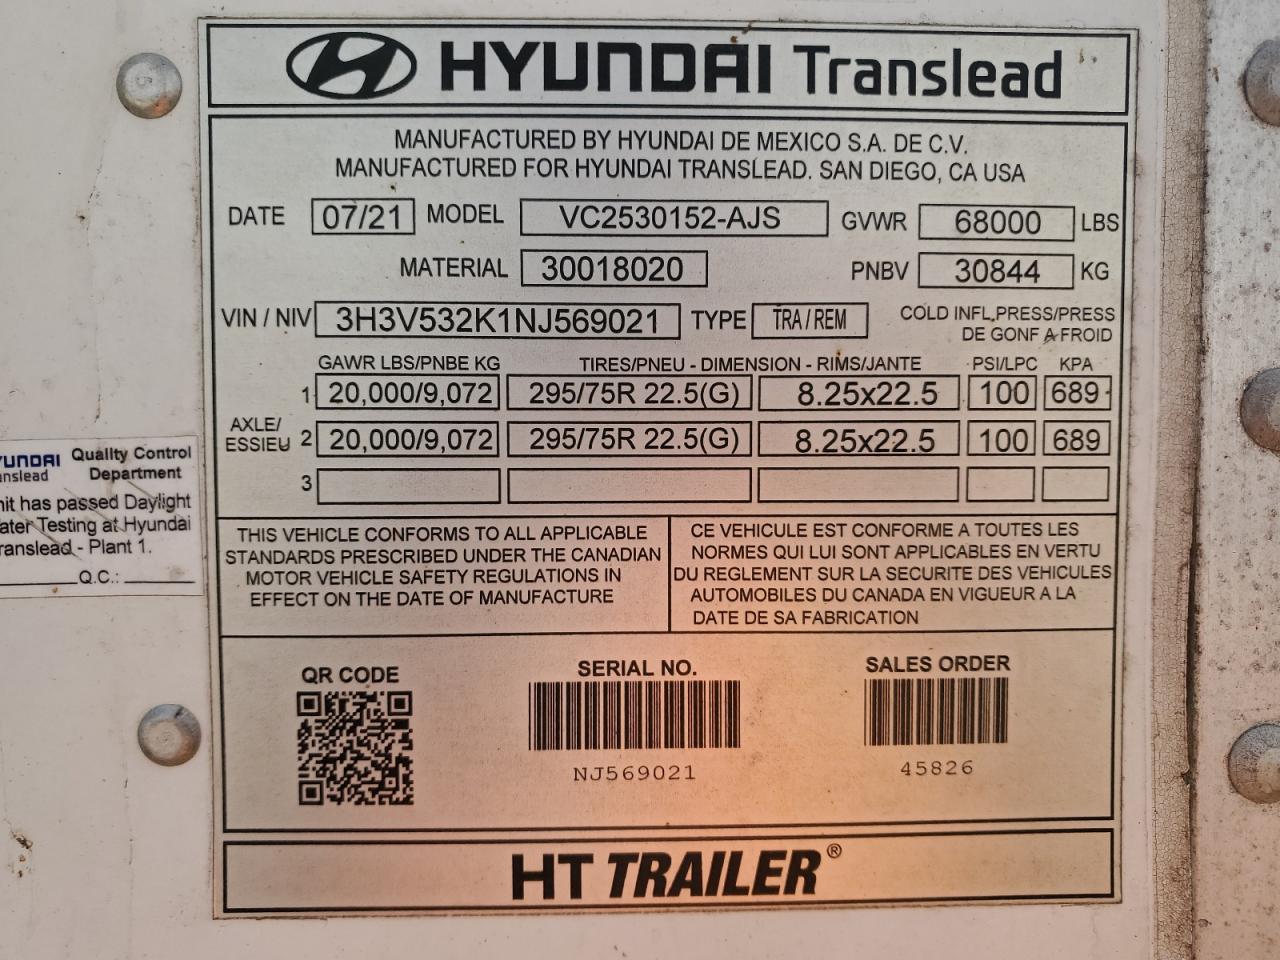 HYUNDAI Translead
MANUFACTURED BY HYUNDAI DE MEXICO S.A. DE C.V.
MANUFACTURED FOR HYUNDAI TRANSLEAD. SAN DIEGO, CA USA
DATE 07/21 MODEL VC2530152-AJS GVWR 68000 LBS
MATERIAL 30018020 PNBV 30844 KG
VIN / NIV 3H3V532K1NJ569021 TYPE TRA / REM COLD INFL,PRESS/PRESS
DE GONF A FROID
GAWR LBS/PNBE KG TIRES/PNEU - DIMENSION - RIMS/JANTE PSI/LPC KPA
1 20,000/9,072 295/75R 22.5(G) 8.25x22.5 100 689
AXLE/
ESSIEU 2 20,000/9,072 295/75R 22.5(G) 8.25x22.5 100 689
3
THIS VEHICLE CONFORMS TO ALL APPLICABLE
STANDARDS PRESCRIBED UNDER THE CANADIAN
MOTOR VEHICLE SAFETY REGULATIONS IN
EFFECT ON THE DATE OF MANUFACTURE
CE VEHICULE EST CONFORME A TOUTES LES
NORMES QUI LUI SONT APPLICABLES EN VERTU
DU REGLEMENT SUR LA SECURITE DES VEHICULES
AUTOMOBILES DU CANADA EN VIGUEUR A LA
DATE DE SA FABRICATION
QR CODE SERIAL NO. SALES ORDER
NJ569021 45826
HT TRAILER®
YUNDAI Quality Control
anslead Department
nit has passed Daylight
ater Testing at Hyundai
ranslead - Plant 1.
Q.C.: